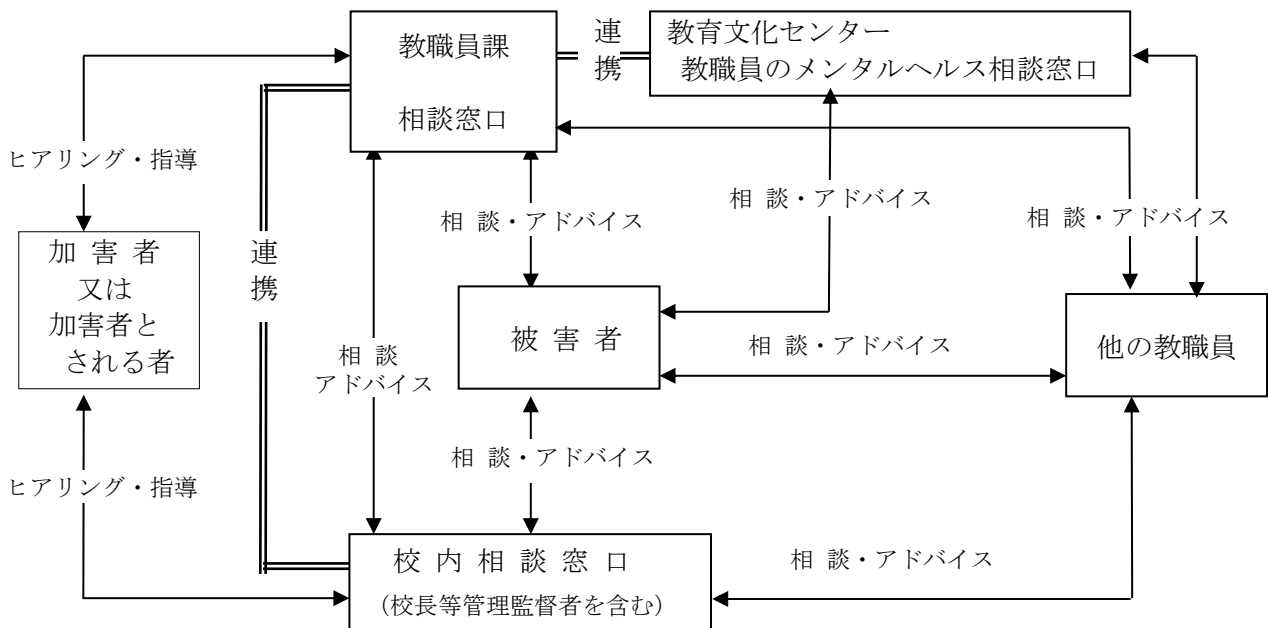 教職員課
相談窓口
連
携
教育文化センター
教職員のメンタルヘルス相談窓口
ヒアリング・指導
相 談・アドバイス
相 談・アドバイス
相 談・アドバイス
加 害 者
又は
加害者と
される者
連
携
被 害 者
相 談・アドバイス
他の教職員
相 談
アドバイス
相 談・アドバイス
ヒアリング・指導
校 内 相 談 窓 口
(校長等管理監督者を含む)
相 談・アドバイス